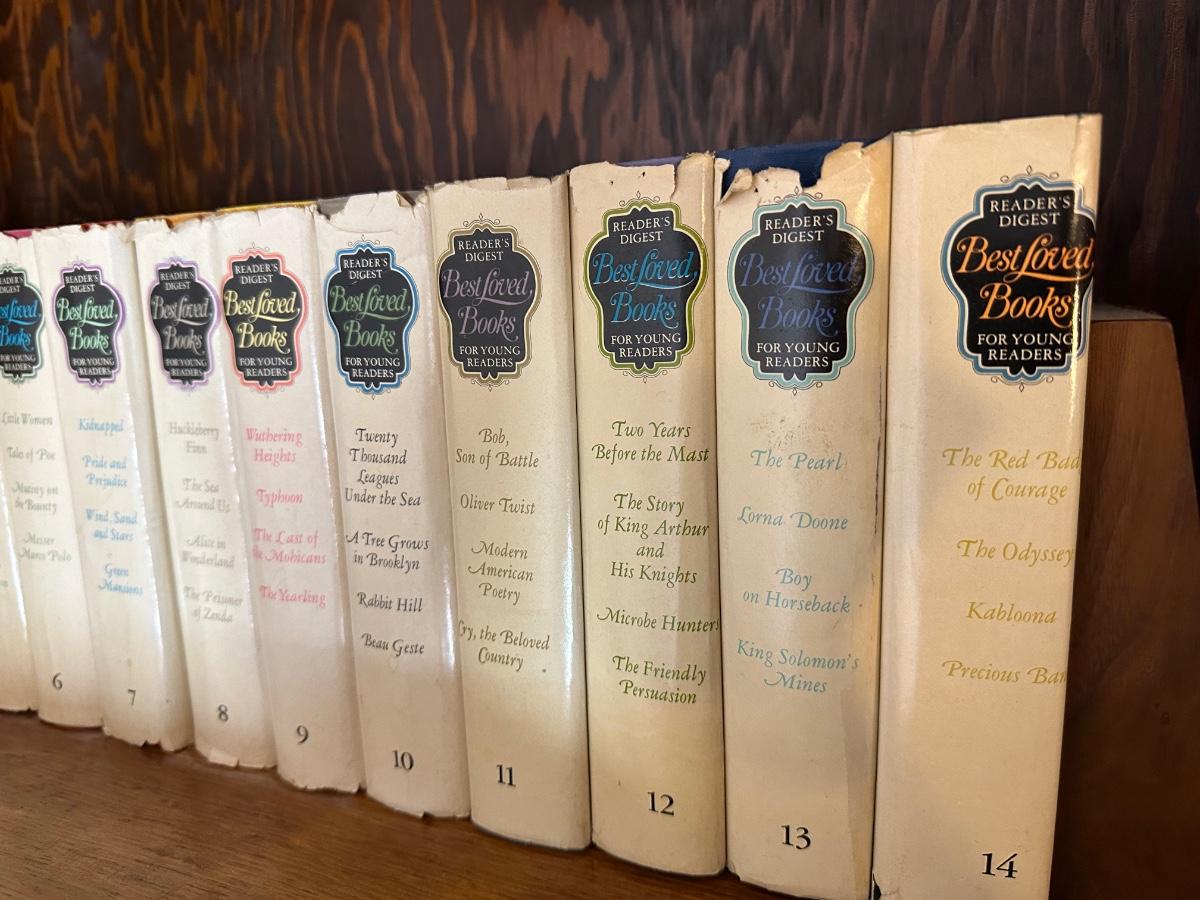 READER'S
DIGEST
Books
FOR YOUNG
READERS
Little Women
Tales of Poe
Mutiny on
the Bounty
Messer
Marco Polo
6
READER'S
DIGEST
Best Loved
Books
FOR YOUNG
READERS
Kidnapped
Pride and
Prejudice
Wind, Sand
and Stars
Green
Mansions
7
READER'S
DIGEST
Best Loved
Books
FOR YOUNG
READERS
Huckleberry
Finn
The Sea
Around Us
Alice in
Wonderland
The Prisoner
of Zenda
8
READER'S
DIGEST
Best Loved
Books
FOR YOUNG
READERS
Wuthering
Heights
Typhoon
The Last of
the Mohicans
The Yearling
9
READER'S
DIGEST
Best Loved
Books
FOR YOUNG
READERS
Twenty
Thousand
Leagues
Under the Sea
A Tree Grows
in Brooklyn
Rabbit Hill
Beau Geste
10
READER'S
DIGEST
Best Loved
Books
FOR YOUNG
READERS
Bob,
Son of Battle
Oliver Twist
Modern
American
Poetry
Cry, the Beloved
Country
11
READER'S
DIGEST
Best Loved
Books
FOR YOUNG
READERS
Two Years
Before the Mast
The Story
of King Arthur
and
His Knights
Microbe Hunters
The Friendly
Persuasion
12
READER'S
DIGEST
Best Loved
Books
FOR YOUNG
READERS
The Pearl
Lorna Doone
Boy
on Horseback
King Solomon's
Mines
13
READER'S
DIGEST
Best Loved
Books
FOR YOUNG
READERS
The Red Bad
of Courage
The Odyssey
Kabloona
Precious Ban
14